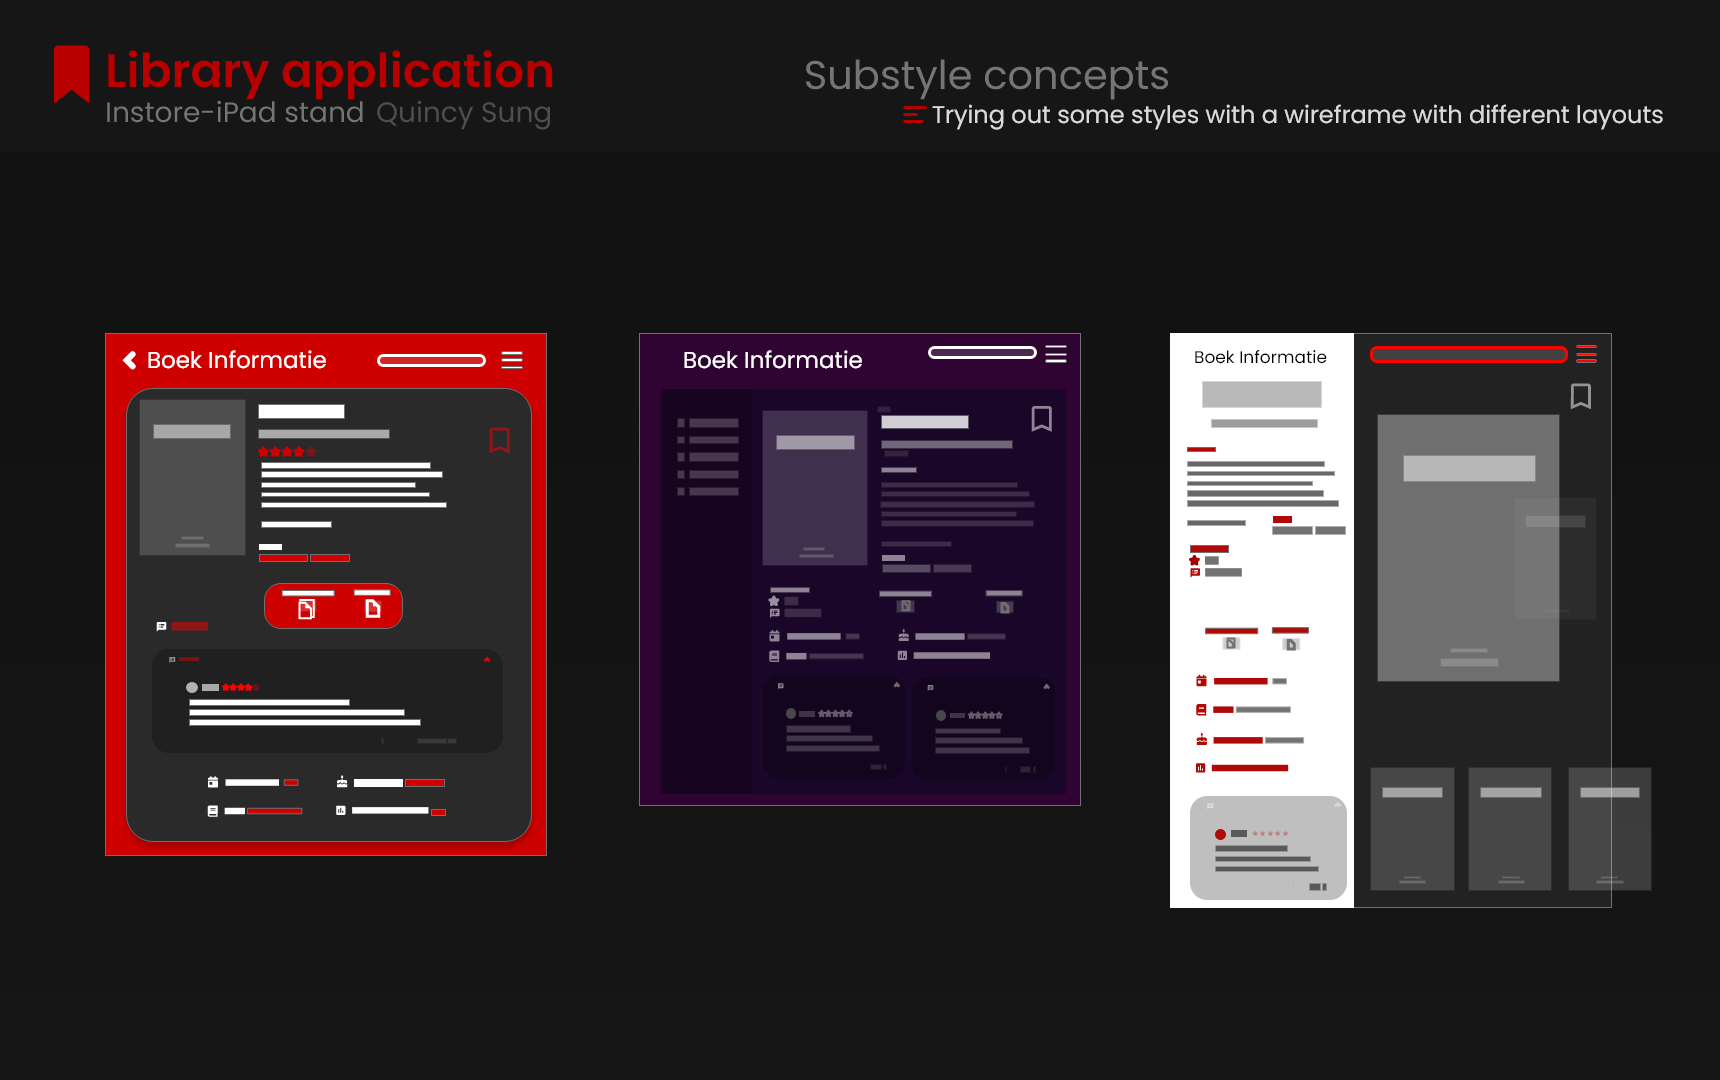 Library application
Instore-iPad stand Quincy Sung
Substyle concepts
Trying out some styles with a wireframe with different layouts
Boek Informatie
Boek Informatie
Boek Informatie